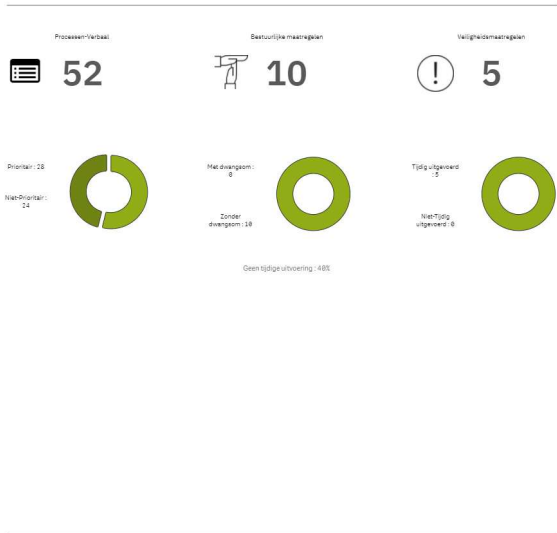 Processen-Verbaal
Bestuurlijke maatregelen
Veiligheidsmaatregelen
52
10
5
Prioritair : 28
Niet-Prioritair :
24
Met dwangsom :
0
Zonder
dwangsom : 10
Tijdig uitgevoerd
: 5
Niet-Tijdig
uitgevoerd : 0
Geen tijdige uitvoering : 40%